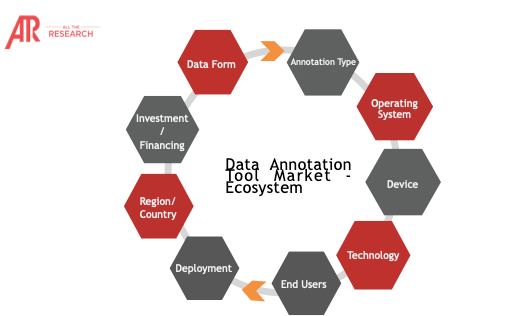 ATR
ALL THE
RESEARCH
Data Form
Annotation Type
Operating
System
Device
Technology
End Users
Deployment
Region/
Country
Investment
/
Financing
Data Annotation
Tool Market -
Ecosystem